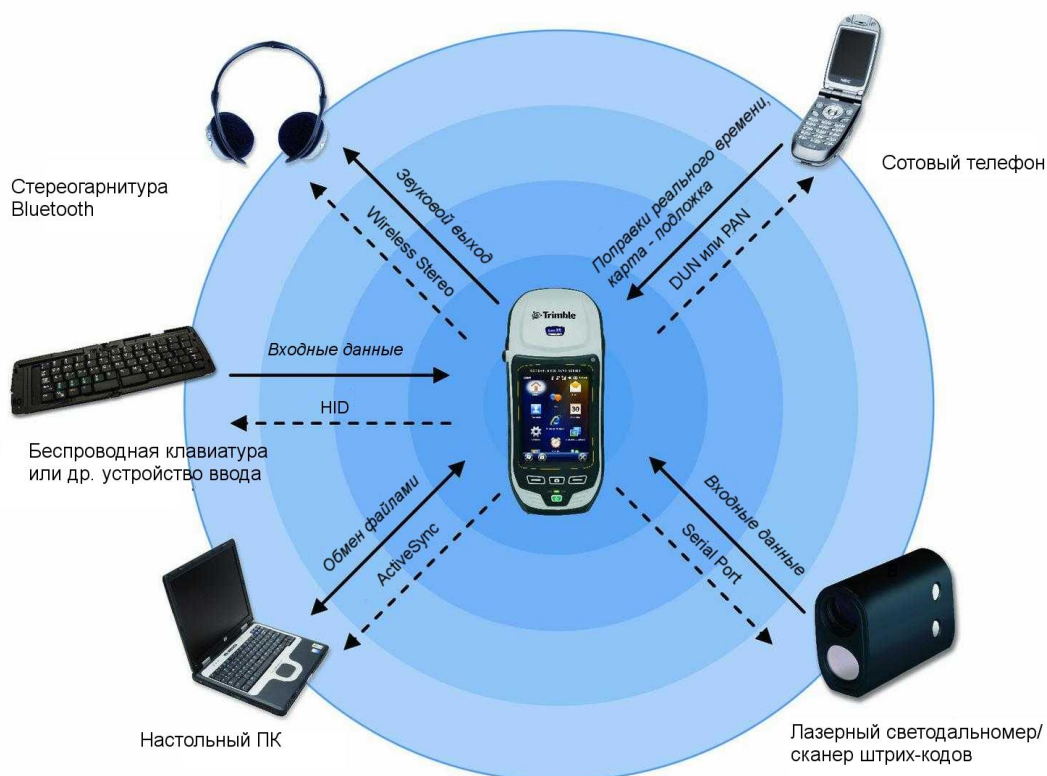 Стереогарнитура
Bluetooth
Звуковой выход
Wireless Stereo
Поправки реального времени,
карта - подложка
DUN или PAN
Сотовый телефон
Trimble
Входные данные
HID
Беспроводная клавиатура
или др. устройство ввода
30
Обмен файлами
ActiveSync
Входные данные
Serial Port
Настольный ПК
Лазерный светодальномер/
сканер штрих-кодов